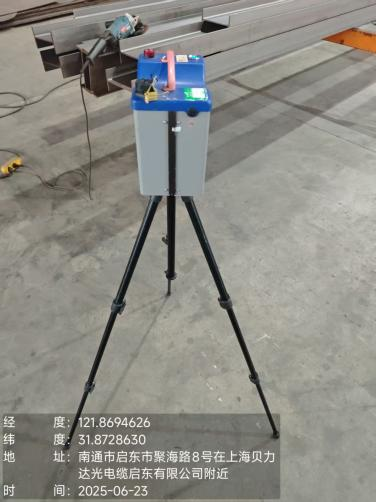 经 度：121.8694626
纬 度：31.8728630
地 址：南通市启东市聚海路8号在上海贝力
达光电缆启东有限公司附近
时 间：2025-06-23